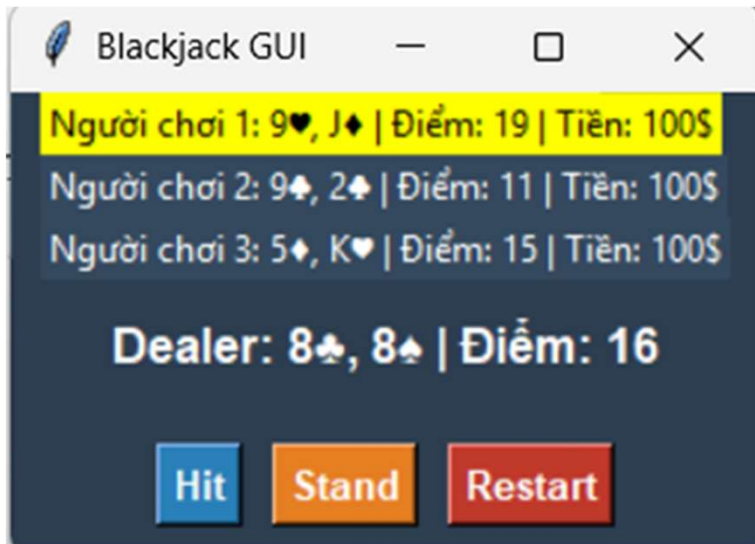 Blackjack GUI
Người chơi 1: 9♥, J♦ | Điểm: 19 | Tiền: 100$
Người chơi 2: 9♣, 2♣ | Điểm: 11 | Tiền: 100$
Người chơi 3: 5♦, K♥ | Điểm: 15 | Tiền: 100$
Dealer: 8♣, 8♠ | Điểm: 16
Hit Stand Restart